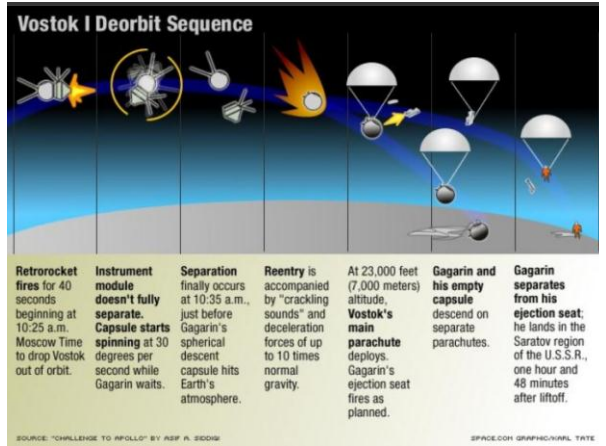 Vostok I Deorbit Sequence
Retrorocket
fires for 40
seconds
beginning at
10:25 a.m.
Moscow Time
to drop Vostok
out of orbit.
Instrument
module
doesn't fully
separate.
Capsule starts
spinning at 30
degrees per
second while
Gagarin waits.
Separation
finally occurs
at 10:35 a.m.,
just before
Gagarin's
spherical
descent
capsule hits
Earth's
atmosphere.
Reentry is
accompanied
by "crackling
sounds" and
deceleration
forces of up
to 10 times
normal
gravity.
At 23,000 feet
(7,000 meters)
altitude,
Vostok's
main
parachute
deploys.
Gagarin's
ejection seat
fires as
planned.
Gagarin and
his empty
capsule
descend on
separate
parachutes.
Gagarin
separates
from his
ejection seat;
he lands in the
Saratov region
of the U.S.S.R.,
one hour and
48 minutes
after liftoff.
SOURCE: "CHALLENGE TO APOLLO" BY ASIF A. SIDDIQI
SPACE.COM GRAPHIC/KARL TATE